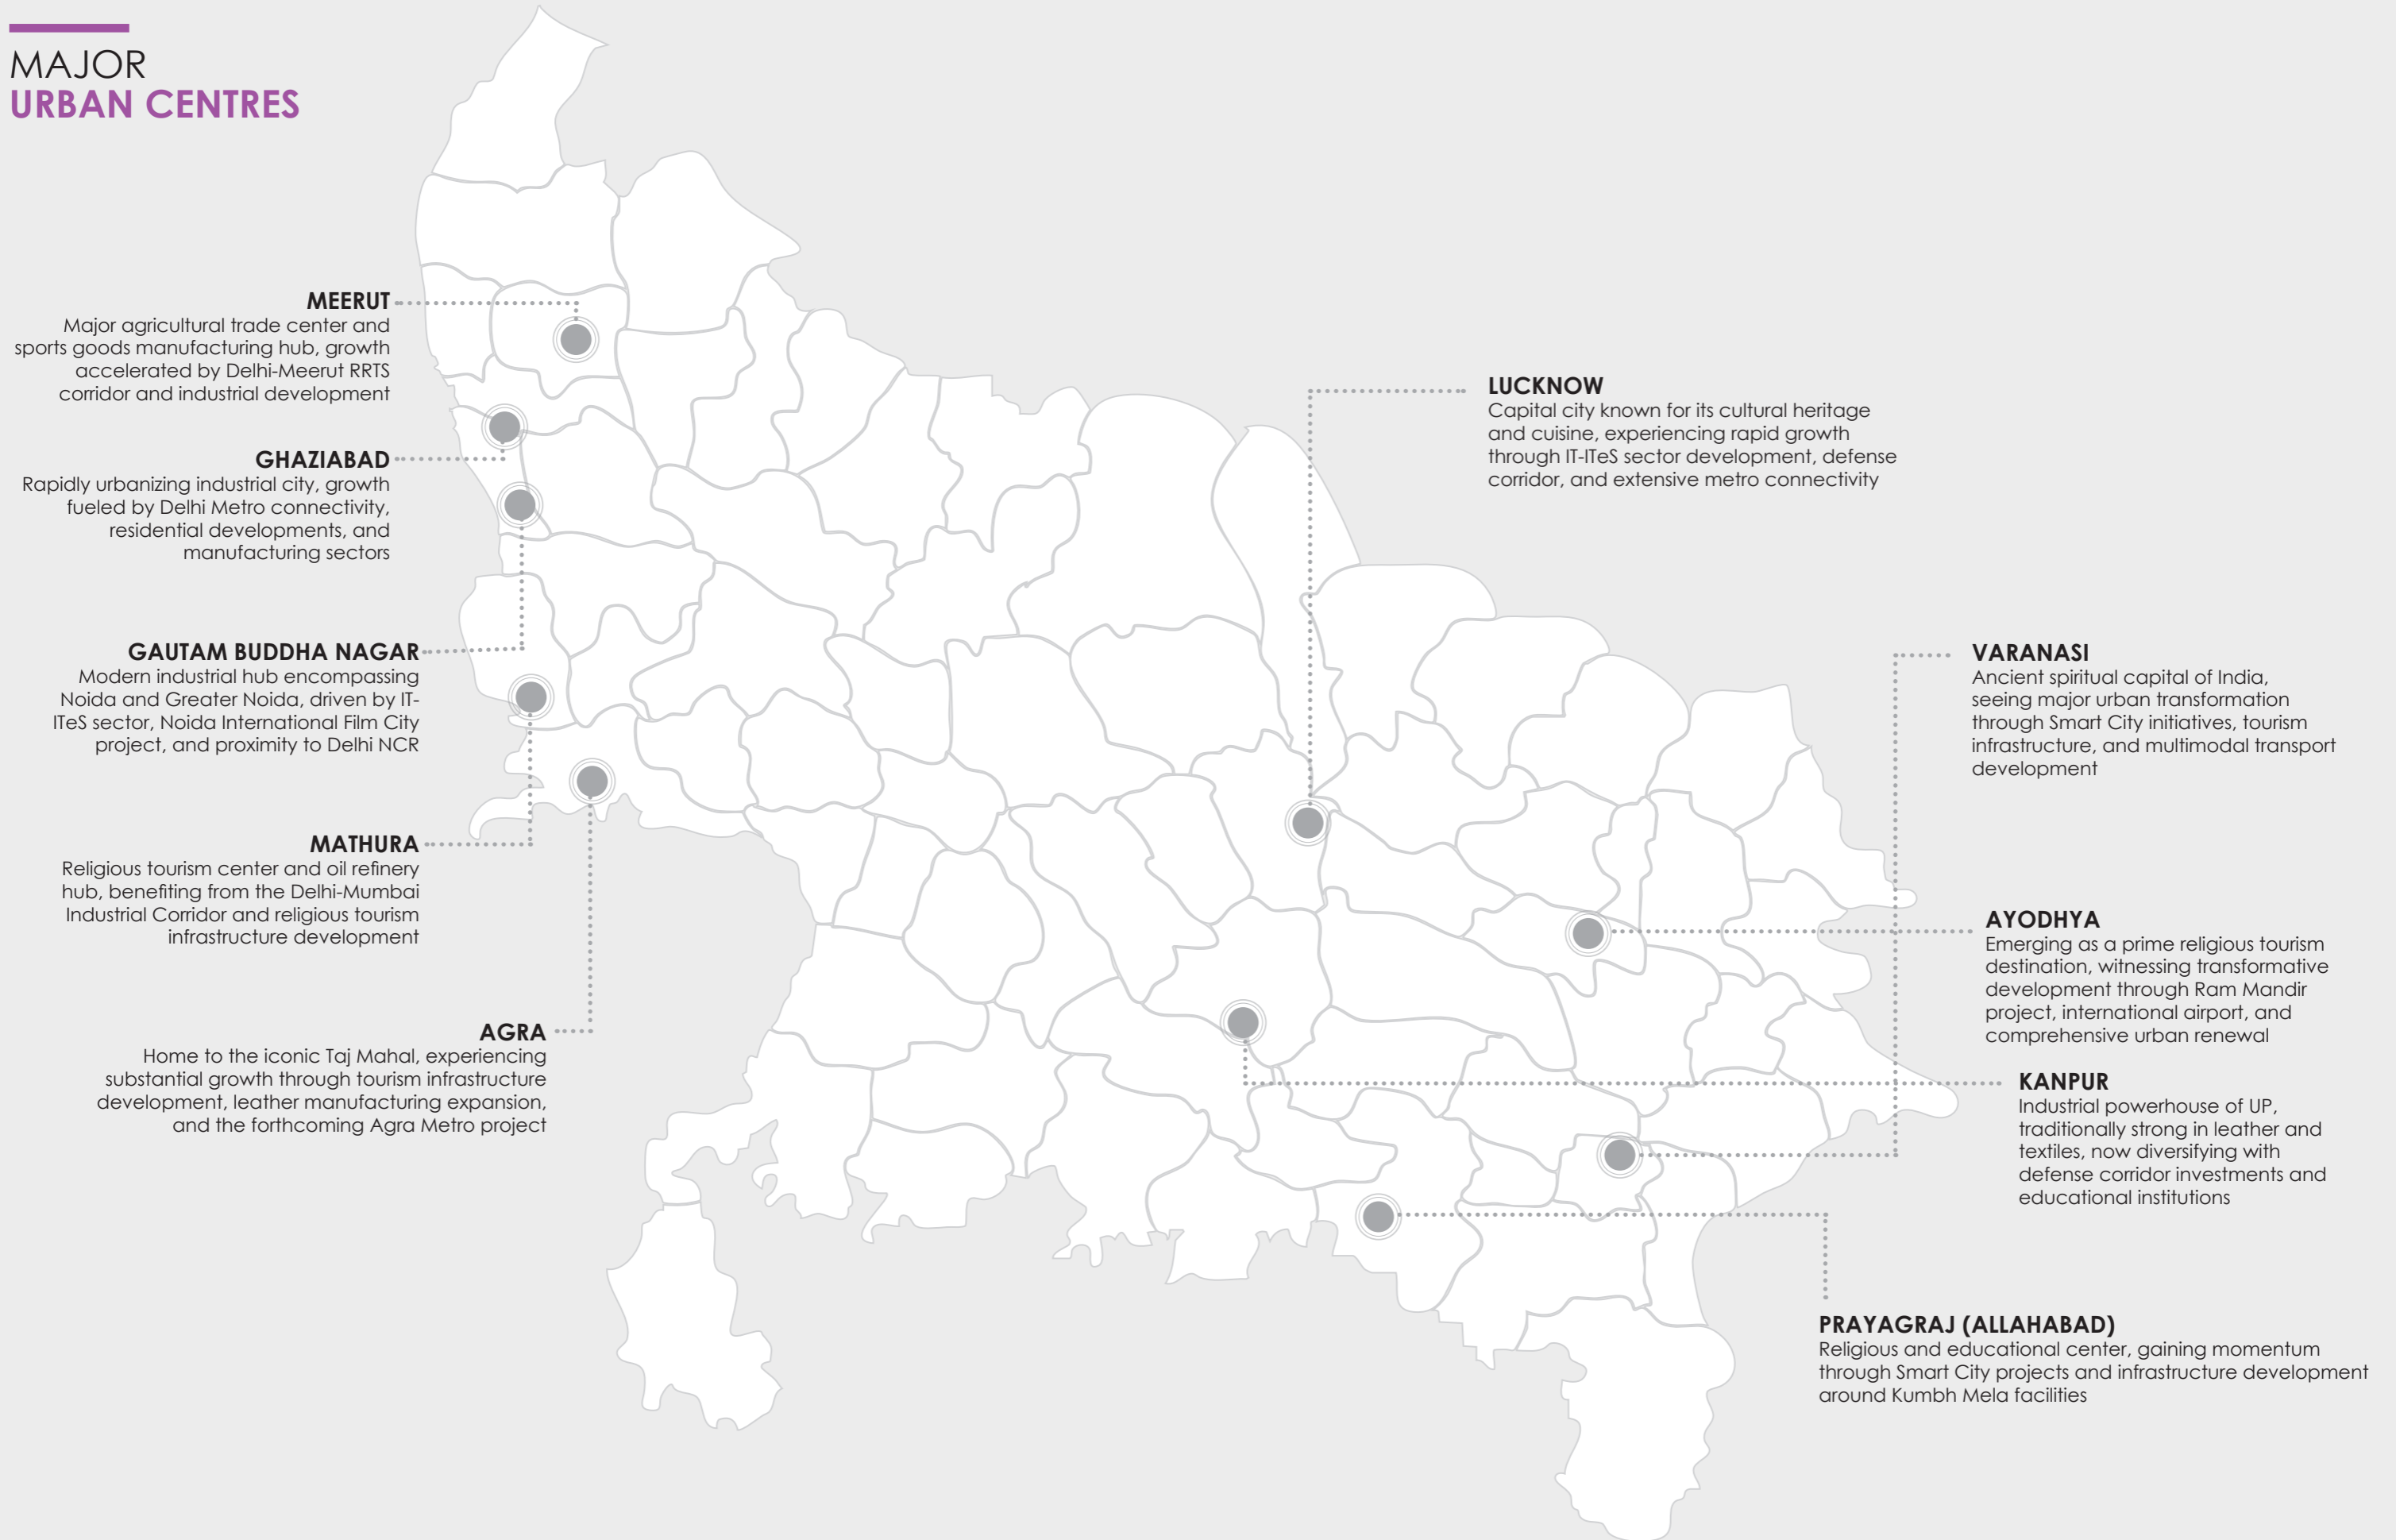 MAJOR
URBAN CENTRES
MEERUT
Major agricultural trade center and
sports goods manufacturing hub, growth
accelerated by Delhi-Meerut RRTS
corridor and industrial development
GHAZIABAD
Rapidly urbanizing industrial city, growth
fueled by Delhi Metro connectivity,
residential developments, and
manufacturing sectors
GAUTAM BUDDHA NAGAR
Modern industrial hub encompassing
Noida and Greater Noida, driven by IT-
ITeS sector, Noida International Film City
project, and proximity to Delhi NCR
MATHURA
Religious tourism center and oil refinery
hub, benefiting from the Delhi-Mumbai
Industrial Corridor and religious tourism
infrastructure development
AGRA
Home to the iconic Taj Mahal, experiencing
substantial growth through tourism infrastructure
development, leather manufacturing expansion,
and the forthcoming Agra Metro project
LUCKNOW
Capital city known for its cultural heritage
and cuisine, experiencing rapid growth
through IT-ITeS sector development, defense
corridor, and extensive metro connectivity
VARANASI
Ancient spiritual capital of India,
seeing major urban transformation
through Smart City initiatives, tourism
infrastructure, and multimodal transport
development
AYODHYA
Emerging as a prime religious tourism
destination, witnessing transformative
development through Ram Mandir
project, international airport, and
comprehensive urban renewal
KANPUR
Industrial powerhouse of UP,
traditionally strong in leather and
textiles, now diversifying with
defense corridor investments and
educational institutions
PRAYAGRAJ (ALLAHABAD)
Religious and educational center, gaining momentum
through Smart City projects and infrastructure development
around Kumbh Mela facilities